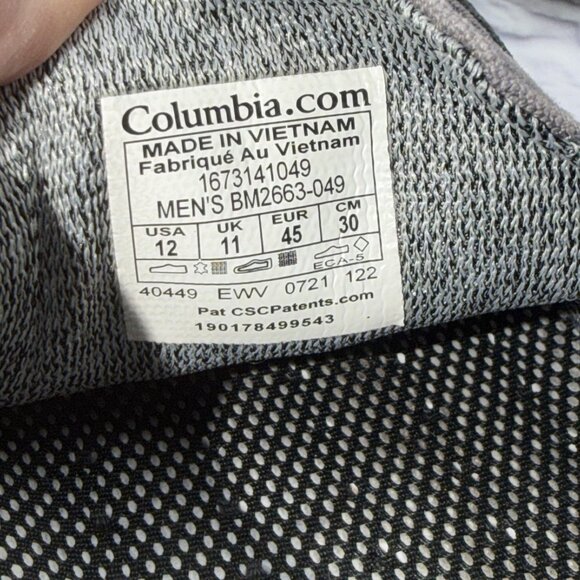 Columbia.com
MADE IN VIETNAM
Fabriqué Au Vietnam
1673141049
MEN'S BM2663-049
USA UK EUR CM
12 11 45 30
ECA-5
40449 EWV 0721 122
Pat CSCPatents.com
190178499543